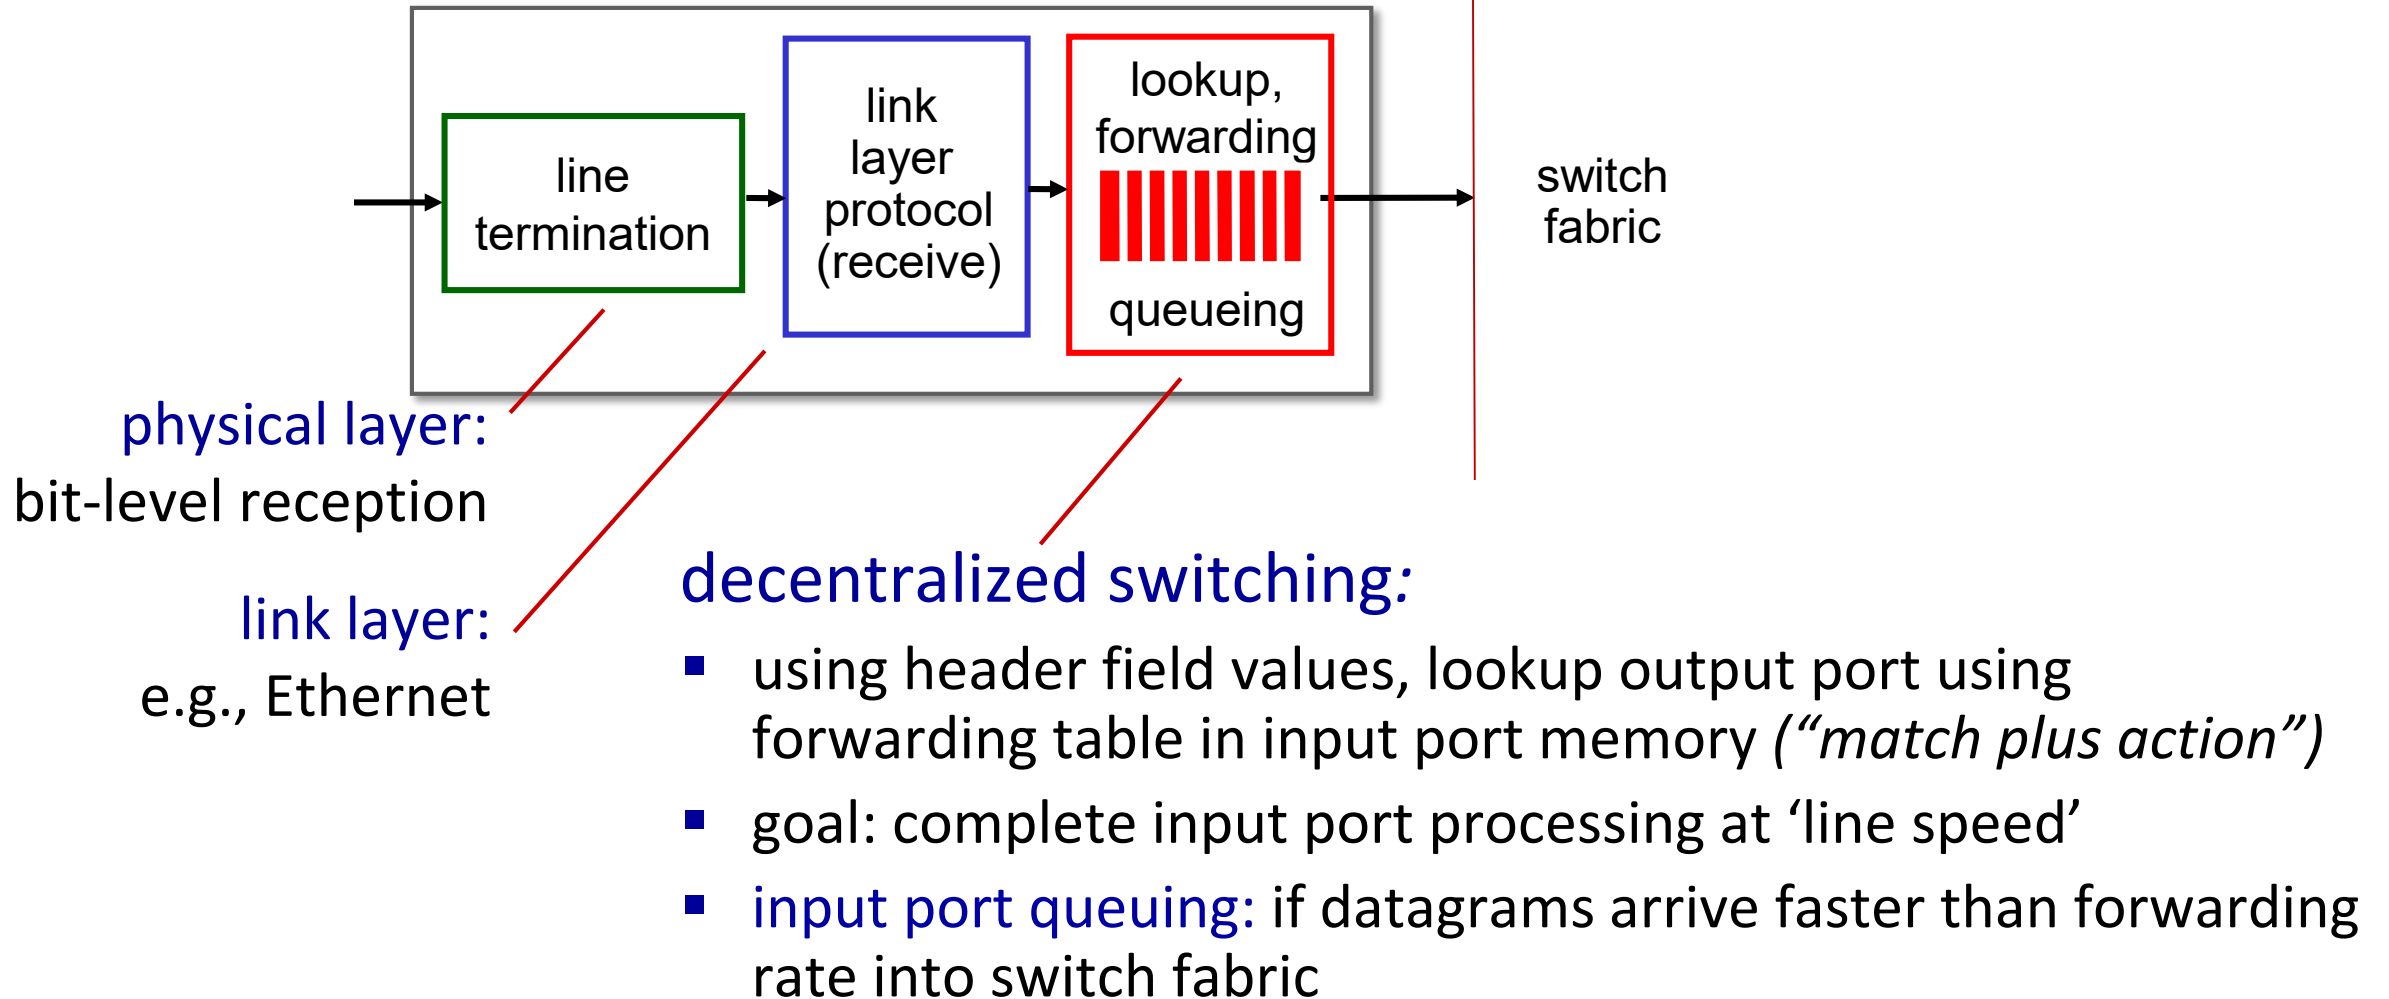 line
termination
link
layer
protocol
(receive)
lookup,
forwarding
queueing
switch
fabric
physical layer:
bit-level reception
link layer:
e.g., Ethernet
decentralized switching:
▪ using header field values, lookup output port using
forwarding table in input port memory (“match plus action”)
▪ goal: complete input port processing at ‘line speed’
▪ input port queuing: if datagrams arrive faster than forwarding
rate into switch fabric